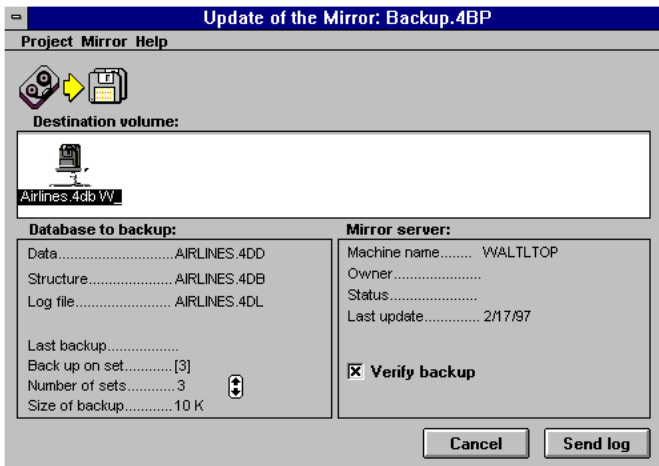 Update of the Mirror: Backup.4BP
Project Mirror Help
Destination volume:
Airlines.4db W_
Database to backup:
Data...........................AIRLINES.4DD
Structure.................... AIRLINES.4DB
Log file....................... AIRLINES.4DL
Last backup.................
Back up on set...........[3]
Number of sets...........3
Size of backup...........10 K
Mirror server:
Machine name........ WALTLTOP
Owner.....................
Status.....................
Last update............. 2/17/97
Verify backup
Cancel
Send log